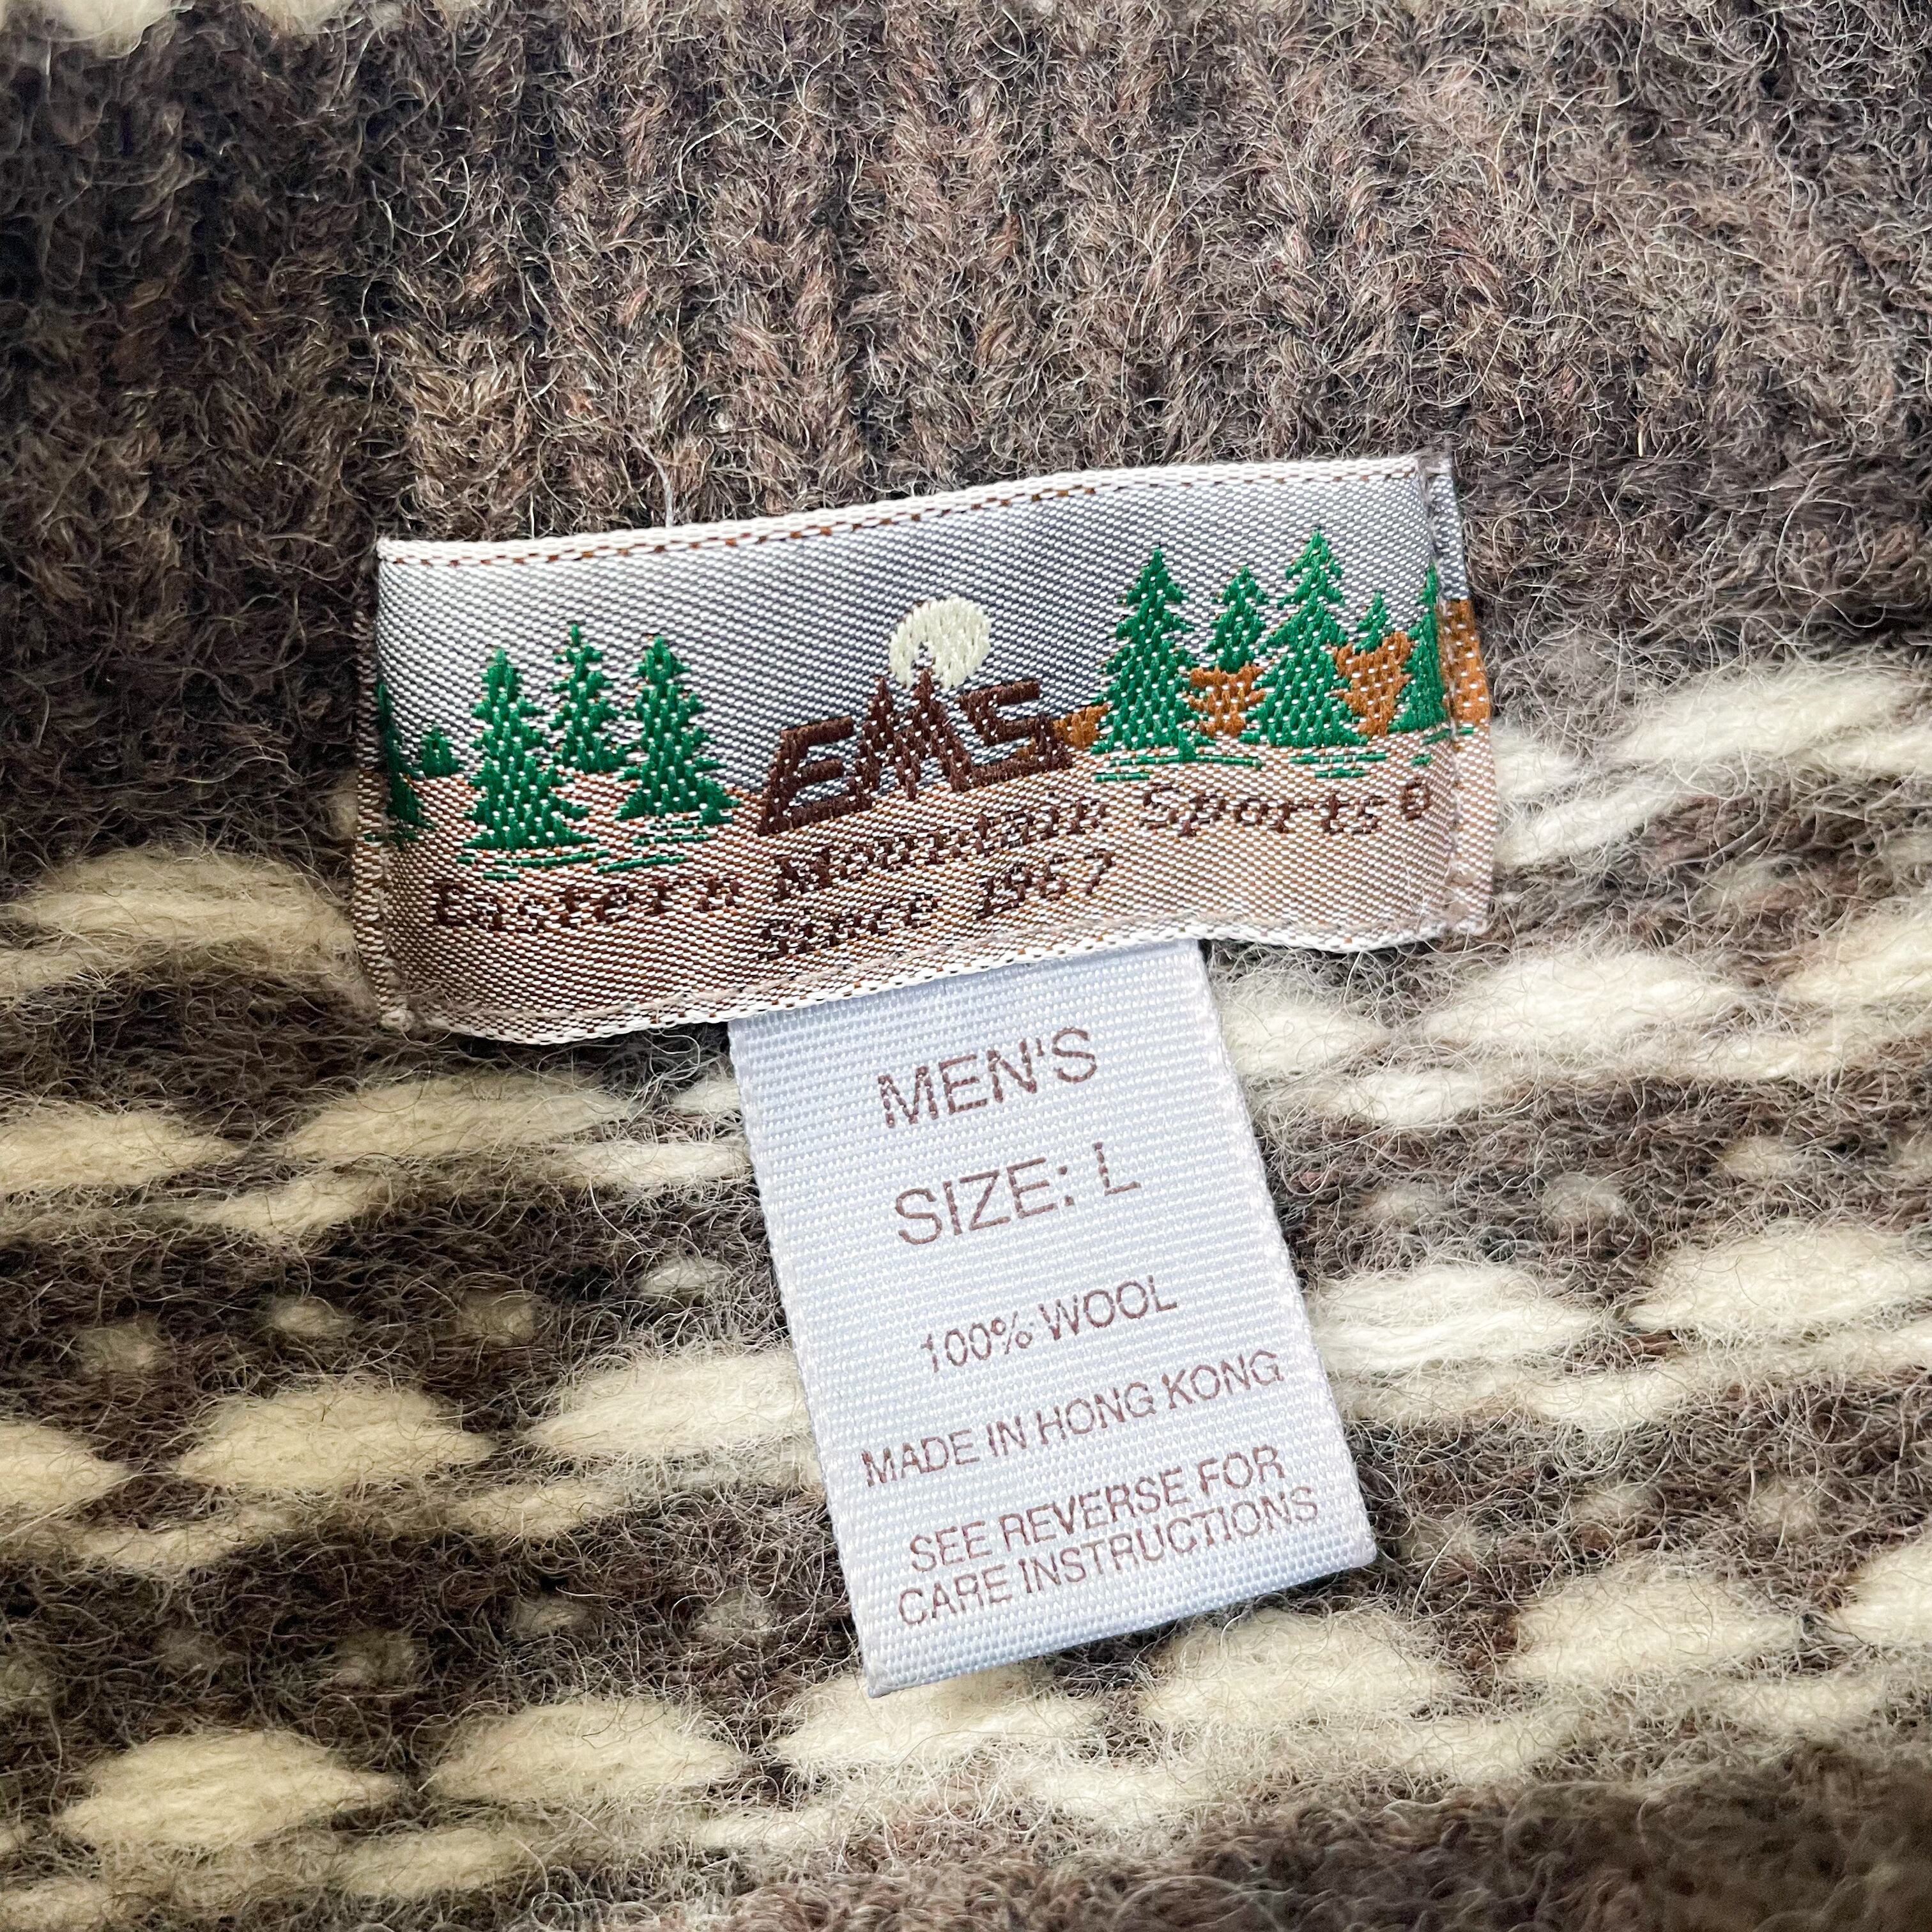 EMS
Eastern Mountain Sports®
Since 1967
MEN'S
SIZE: L
100% WOOL
MADE IN HONG KONG
SEE REVERSE FOR
CARE INSTRUCTIONS